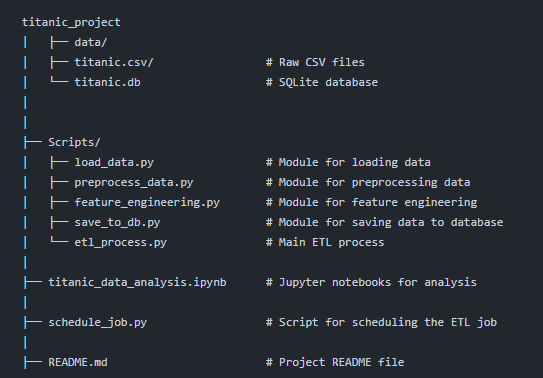 titanic_project
│   ├── data/
│   ├── titanic.csv/                # Raw CSV files
│   └── titanic.db                  # SQLite database
│
│
├── Scripts/
│   ├── load_data.py                # Module for loading data
│   ├── preprocess_data.py          # Module for preprocessing data
│   ├── feature_engineering.py      # Module for feature engineering
│   ├── save_to_db.py               # Module for saving data to database
│   └── etl_process.py              # Main ETL process
│
├── titanic_data_analysis.ipynb     # Jupyter notebooks for analysis
│
├── schedule_job.py                 # Script for scheduling the ETL job
│
├── README.md                       # Project README file